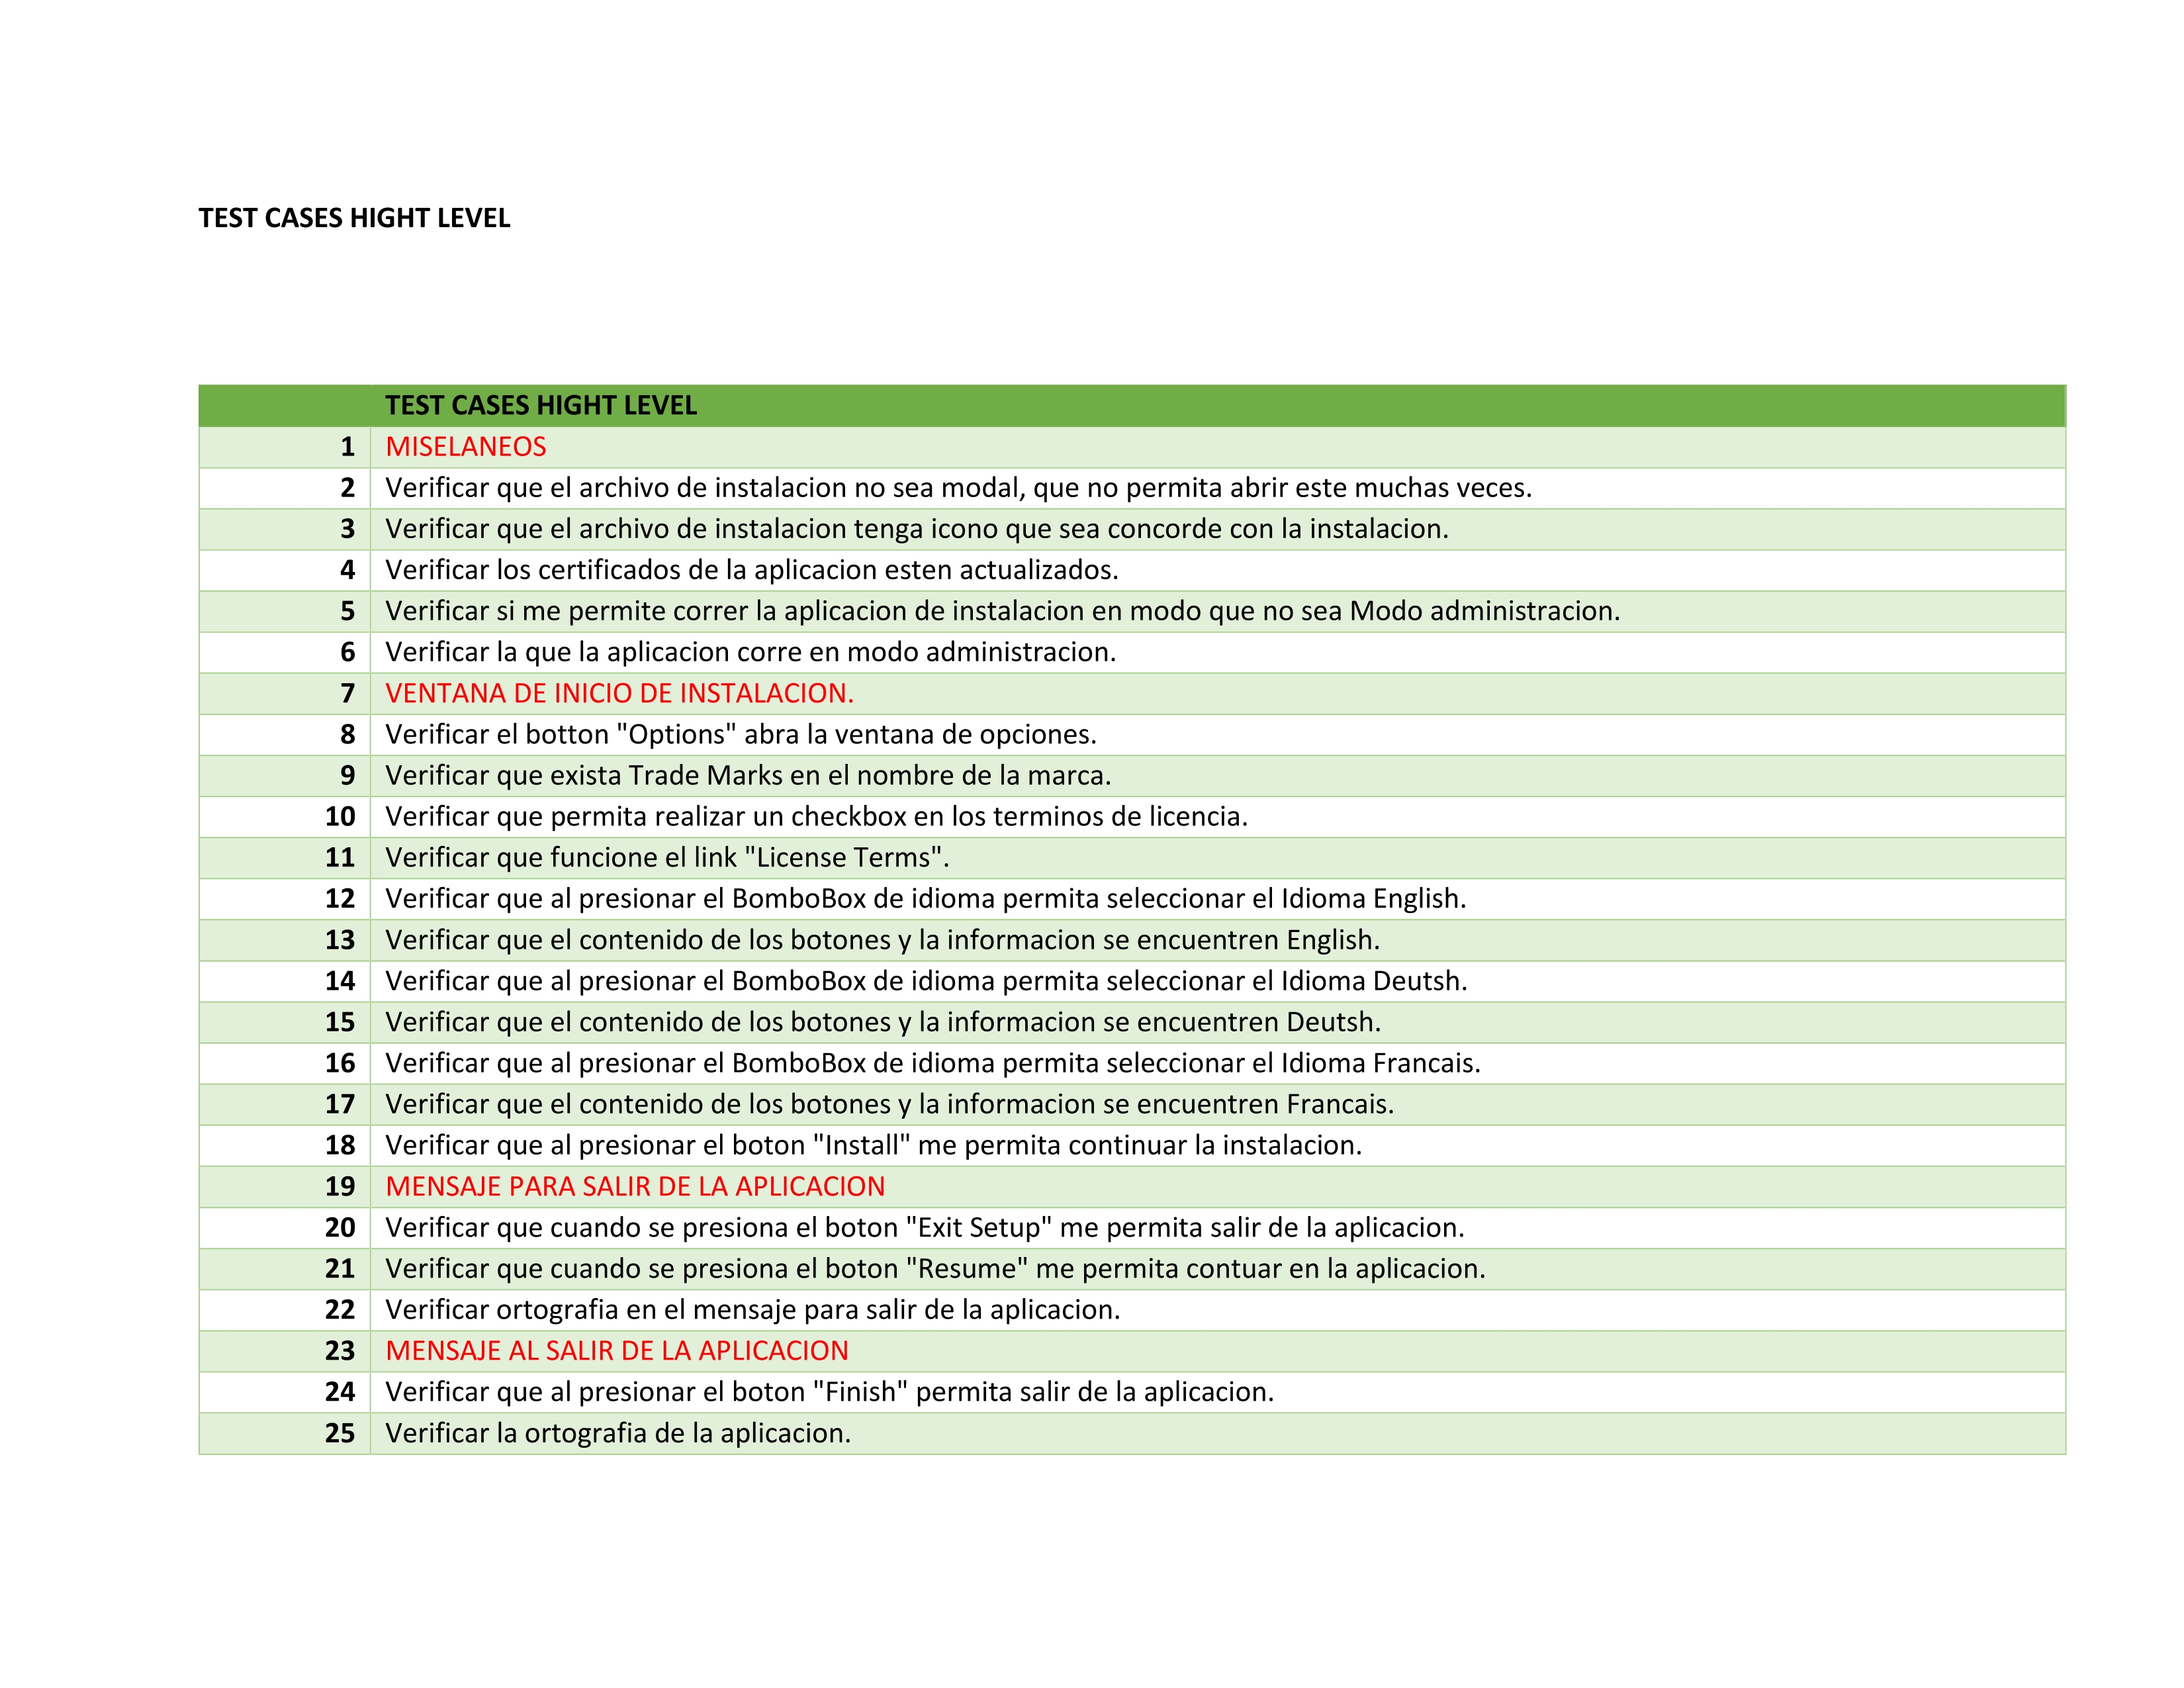 TEST CASES HIGHT LEVEL
TEST CASES HIGHT LEVEL
1 MISELANEOS
2 Verificar que el archivo de instalacion no sea modal, que no permita abrir este muchas veces.
3 Verificar que el archivo de instalacion tenga icono que sea concorde con la instalacion.
4 Verificar los certificados de la aplicacion esten actualizados.
5 Verificar si me permite correr la aplicacion de instalacion en modo que no sea Modo administracion.
6 Verificar la que la aplicacion corre en modo administracion.
7 VENTANA DE INICIO DE INSTALACION.
8 Verificar el botton "Options" abra la ventana de opciones.
9 Verificar que exista Trade Marks en el nombre de la marca.
10 Verificar que permita realizar un checkbox en los terminos de licencia.
11 Verificar que funcione el link "License Terms".
12 Verificar que al presionar el BomboBox de idioma permita seleccionar el Idioma English.
13 Verificar que el contenido de los botones y la informacion se encuentren English.
14 Verificar que al presionar el BomboBox de idioma permita seleccionar el Idioma Deutsh.
15 Verificar que el contenido de los botones y la informacion se encuentren Deutsh.
16 Verificar que al presionar el BomboBox de idioma permita seleccionar el Idioma Francais.
17 Verificar que el contenido de los botones y la informacion se encuentren Francais.
18 Verificar que al presionar el boton "Install" me permita continuar la instalacion.
19 MENSAJE PARA SALIR DE LA APLICACION
20 Verificar que cuando se presiona el boton "Exit Setup" me permita salir de la aplicacion.
21 Verificar que cuando se presiona el boton "Resume" me permita contuar en la aplicacion.
22 Verificar ortografia en el mensaje para salir de la aplicacion.
23 MENSAJE AL SALIR DE LA APLICACION
24 Verificar que al presionar el boton "Finish" permita salir de la aplicacion.
25 Verificar la ortografia de la aplicacion.